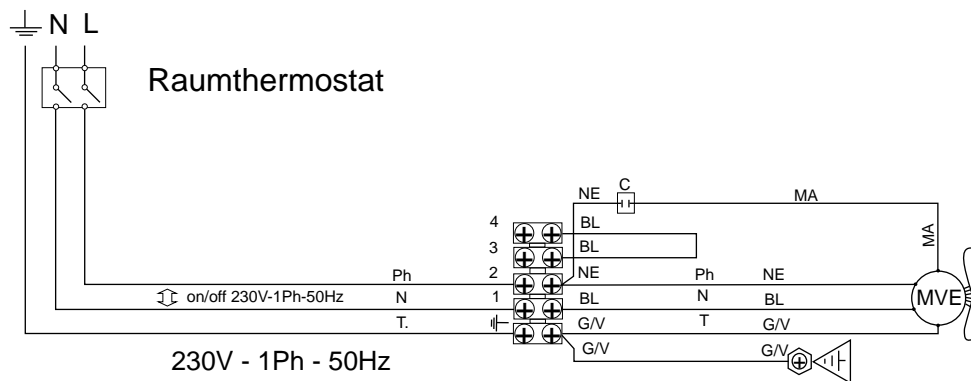 N L
Raumthermostat
NE C MA
4 BL MA
3 BL
Ph 2 NE Ph NE
on/off 230V-1Ph-50Hz N 1 BL N BL MVE
T. G/V T G/V
230V - 1Ph - 50Hz G/V G/V